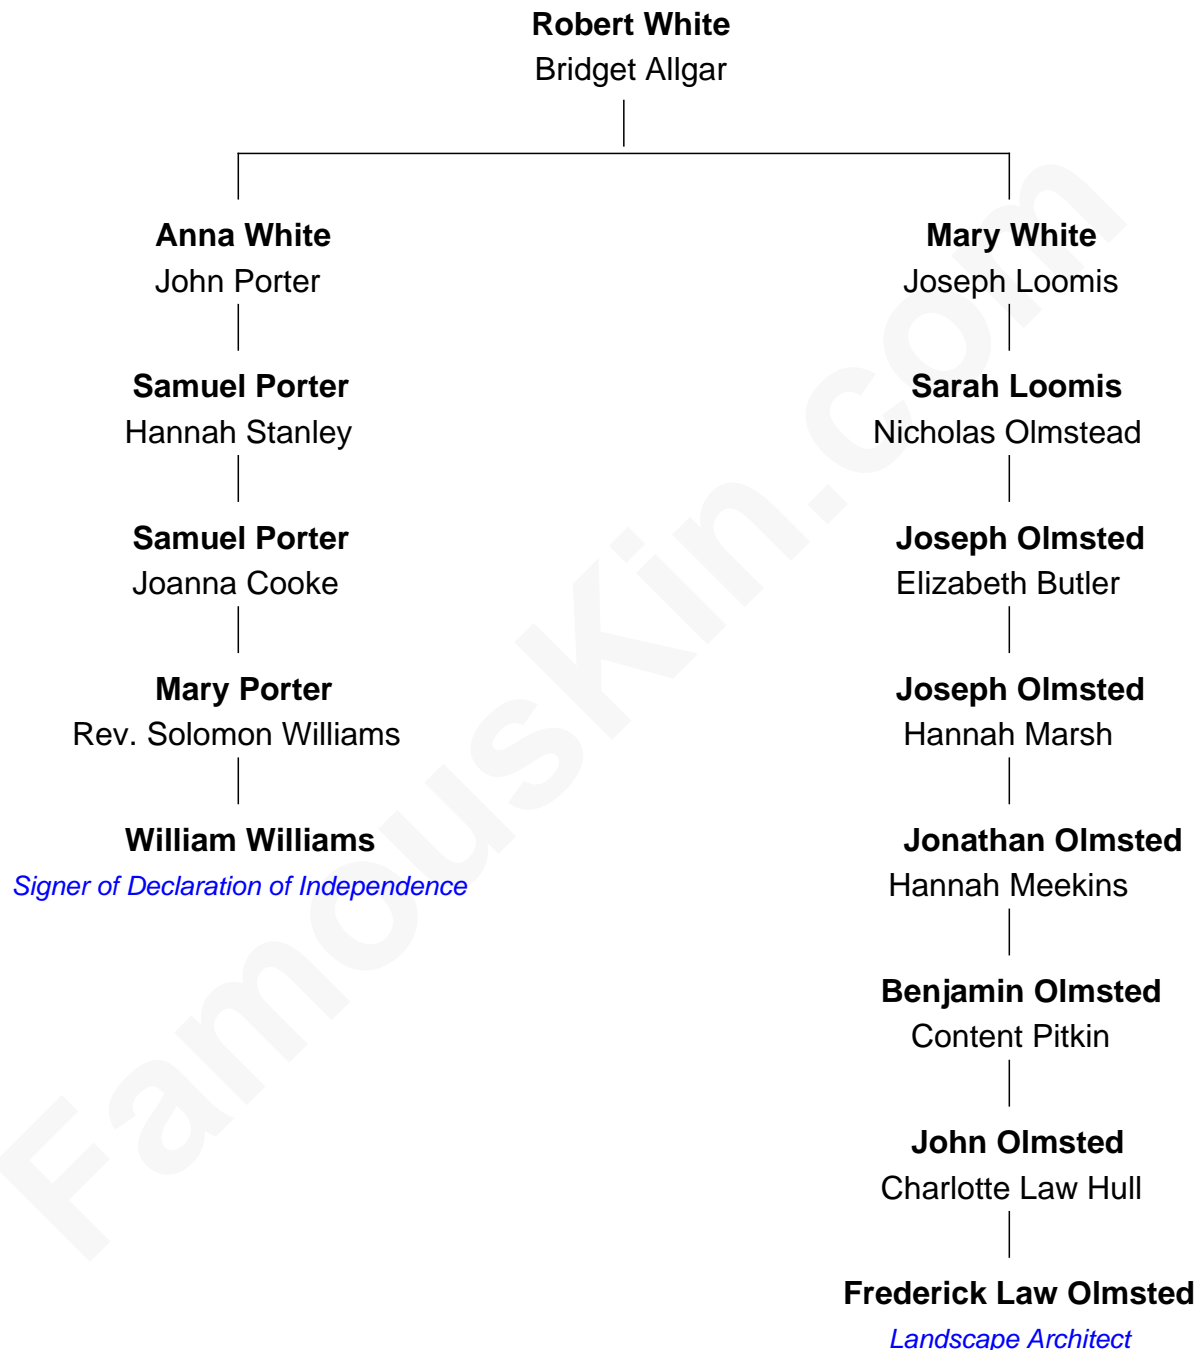 Robert White
Bridget Allgar
Anna White
John Porter
Samuel Porter
Hannah Stanley
Samuel Porter
Joanna Cooke
Mary Porter
Rev. Solomon Williams
William Williams
Signer of Declaration of Independence
Mary White
Joseph Loomis
Sarah Loomis
Nicholas Olmstead
Joseph Olmsted
Elizabeth Butler
Joseph Olmsted
Hannah Marsh
Jonathan Olmsted
Hannah Meekins
Benjamin Olmsted
Content Pitkin
John Olmsted
Charlotte Law Hull
Frederick Law Olmsted
Landscape Architect
FamousKin.com